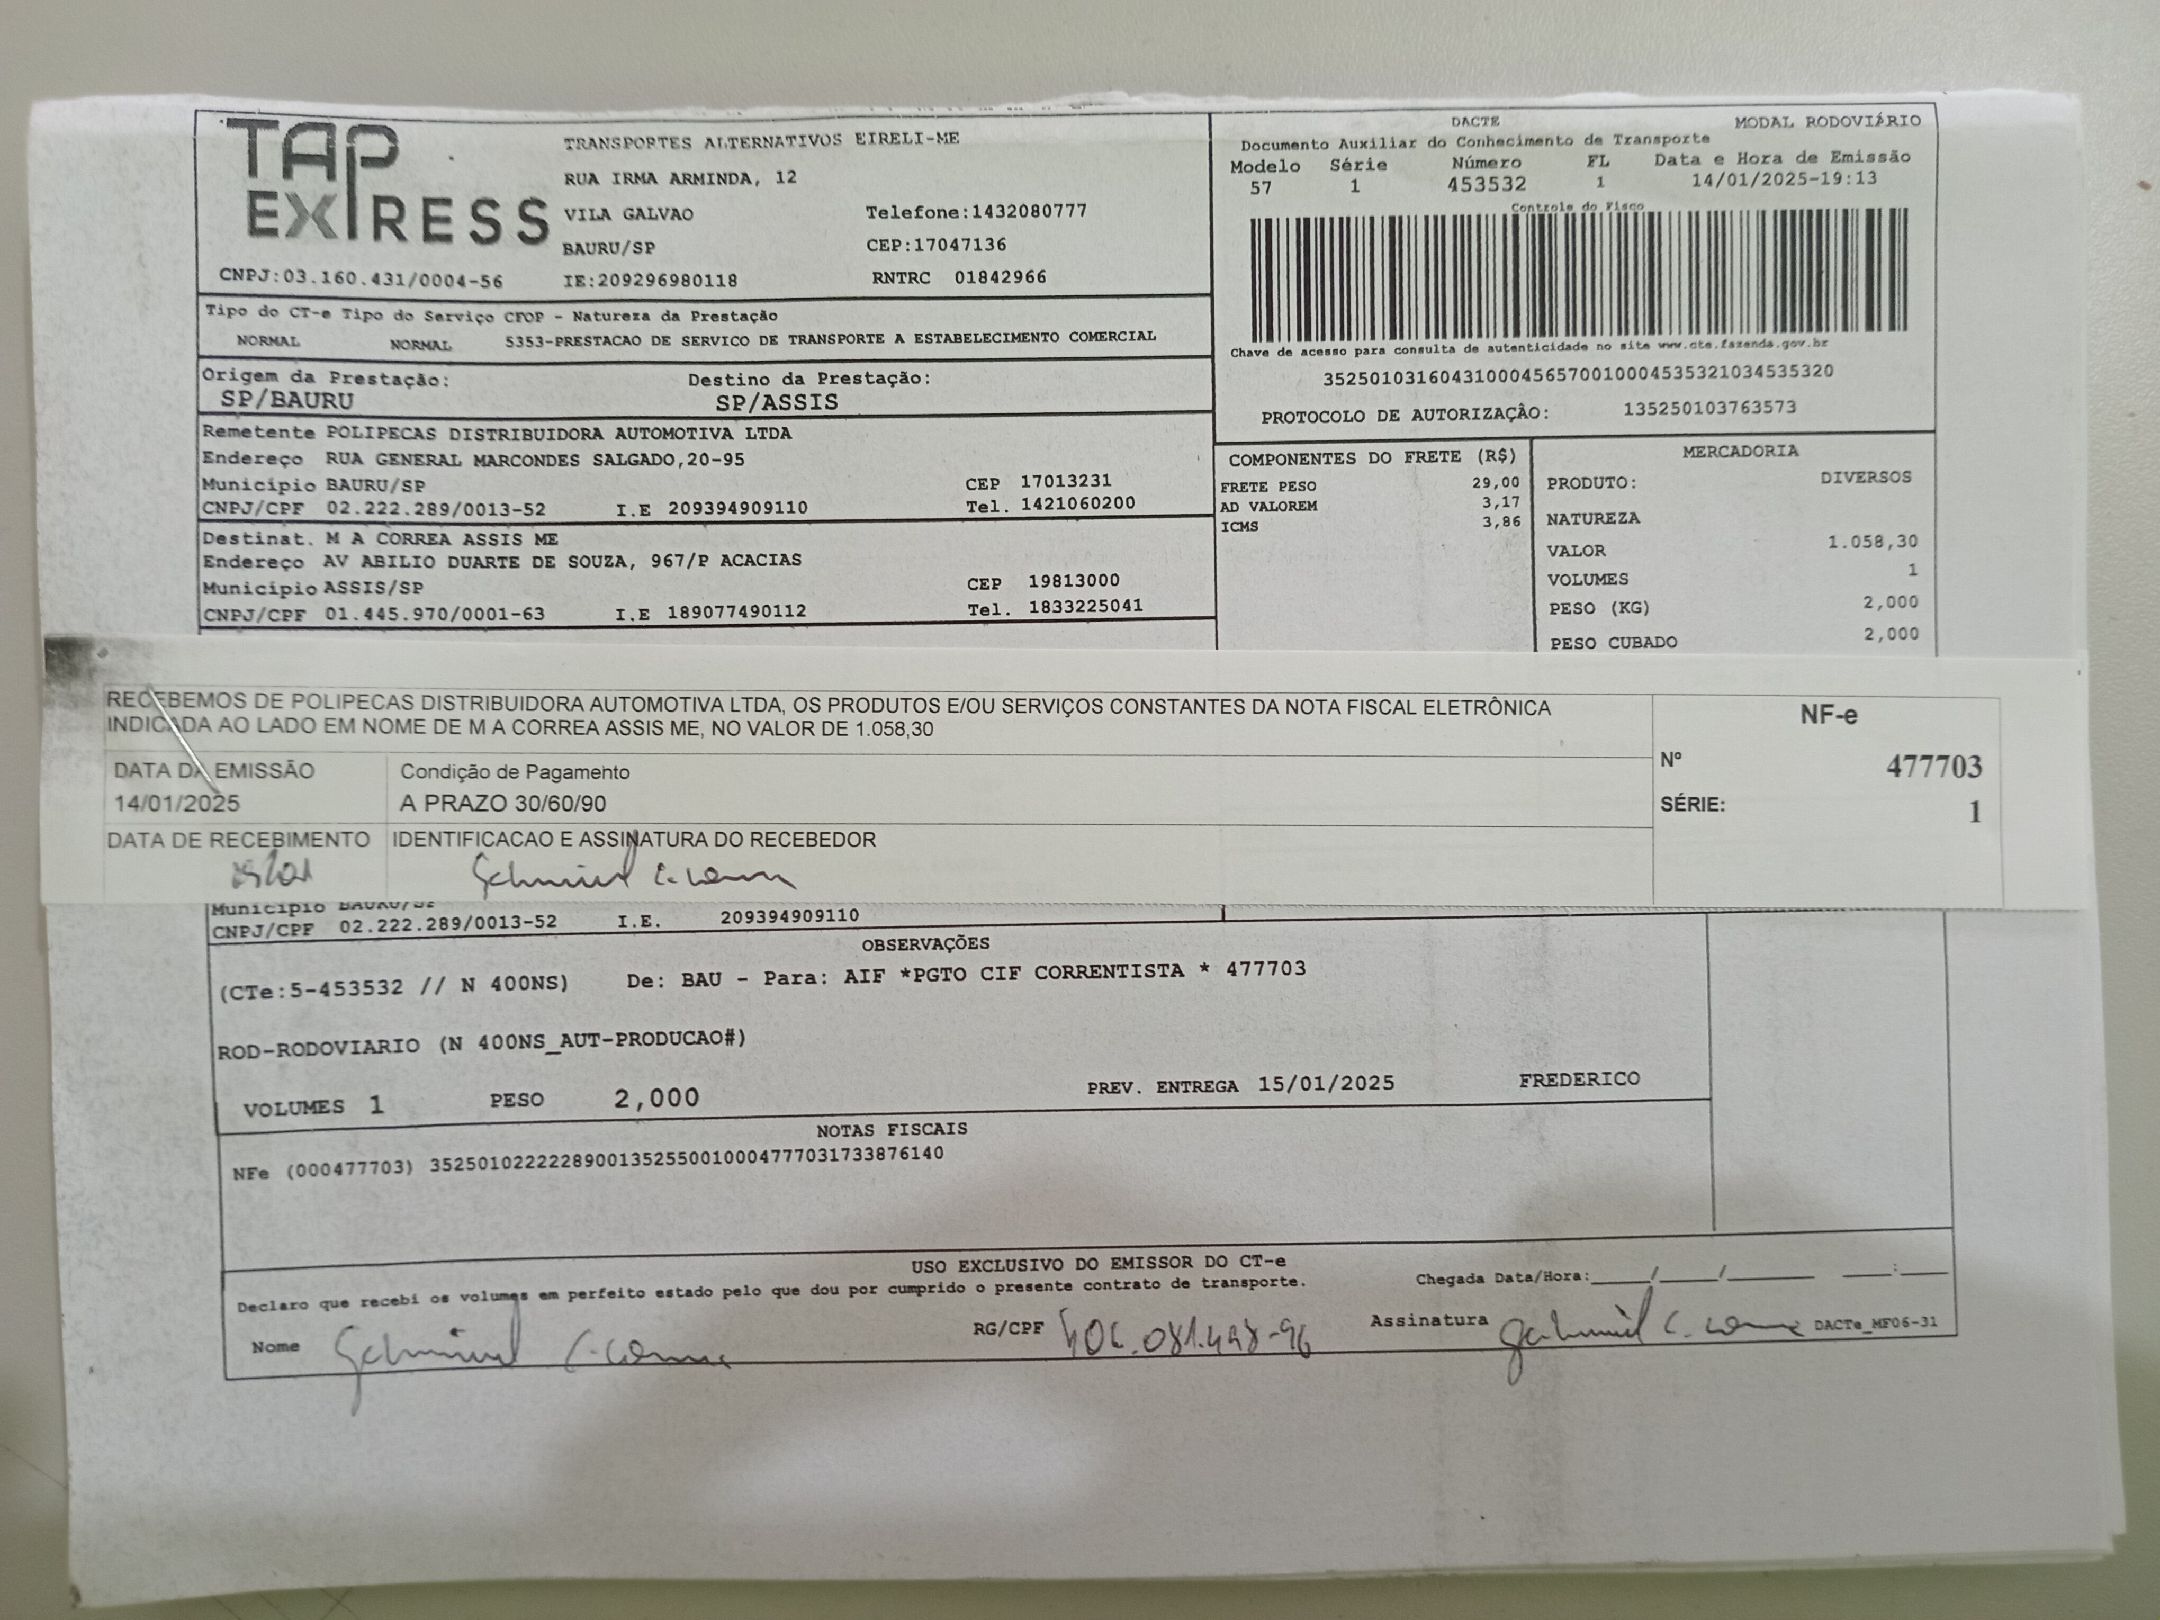 TAP EXPRESS
TRANSPORTES ALTERNATIVOS EIRELI-ME
RUA IRMA ARMINDA, 12
VILA GALVAO Telefone:1432080777
BAURU/SP CEP:17047136
CNPJ:03.160.431/0004-56 IE:209296980118 RNTRC 01842966
DACTE MODAL RODOVIÁRIO
Documento Auxiliar do Conhecimento de Transporte
Modelo Série Número FL Data e Hora de Emissão
57 1 453532 1 14/01/2025-19:13
Controle do Fisco
Chave de acesso para consulta de autenticidade no site www.cte.fazenda.gov.br
35250103160431000456570010004535321034535320
PROTOCOLO DE AUTORIZAÇÂO: 135250103763573
Tipo do CT-e Tipo do Serviço CFOP - Natureza da Prestação
NORMAL NORMAL 5353-PRESTACAO DE SERVICO DE TRANSPORTE A ESTABELECIMENTO COMERCIAL
Origem da Prestação: Destino da Prestação:
SP/BAURU SP/ASSIS
Remetente POLIPECAS DISTRIBUIDORA AUTOMOTIVA LTDA
Endereço RUA GENERAL MARCONDES SALGADO,20-95
Município BAURU/SP CEP 17013231
CNPJ/CPF 02.222.289/0013-52 I.E 209394909110 Tel. 1421060200
Destinat. M A CORREA ASSIS ME
Endereço AV ABILIO DUARTE DE SOUZA, 967/P ACACIAS
Município ASSIS/SP CEP 19813000
CNPJ/CPF 01.445.970/0001-63 I.E 189077490112 Tel. 1833225041
COMPONENTES DO FRETE (R$)
FRETE PESO 29,00
AD VALOREM 3,17
ICMS 3,86
MERCADORIA
PRODUTO: DIVERSOS
NATUREZA
VALOR 1.058,30
VOLUMES 1
PESO (KG) 2,000
PESO CUBADO 2,000
RECEBEMOS DE POLIPECAS DISTRIBUIDORA AUTOMOTIVA LTDA, OS PRODUTOS E/OU SERVIÇOS CONSTANTES DA NOTA FISCAL ELETRÔNICA
INDICADA AO LADO EM NOME DE M A CORREA ASSIS ME, NO VALOR DE 1.058,30
DATA DA EMISSÃO Condição de Pagamento
14/01/2025 A PRAZO 30/60/90
DATA DE RECEBIMENTO IDENTIFICACAO E ASSINATURA DO RECEBEDOR
NF-e
Nº 477703
SÉRIE: 1
Município BAURU/SP
CNPJ/CPF 02.222.289/0013-52 I.E. 209394909110
OBSERVAÇÕES
(CTe:5-453532 // N 400NS) De: BAU - Para: AIF *PGTO CIF CORRENTISTA * 477703
ROD-RODOVIARIO (N 400NS_AUT-PRODUCAO#)
VOLUMES 1 PESO 2,000 PREV. ENTREGA 15/01/2025 FREDERICO
NOTAS FISCAIS
NFe (000477703) 35250102222289001352550010004777031733876140
USO EXCLUSIVO DO EMISSOR DO CT-e
Declaro que recebi os volumes em perfeito estado pelo que dou por cumprido o presente contrato de transporte. Chegada Data/Hora:____/____/______ ____:____
Nome RG/CPF 406.081.498-96 Assinatura DACTe_MF06-31